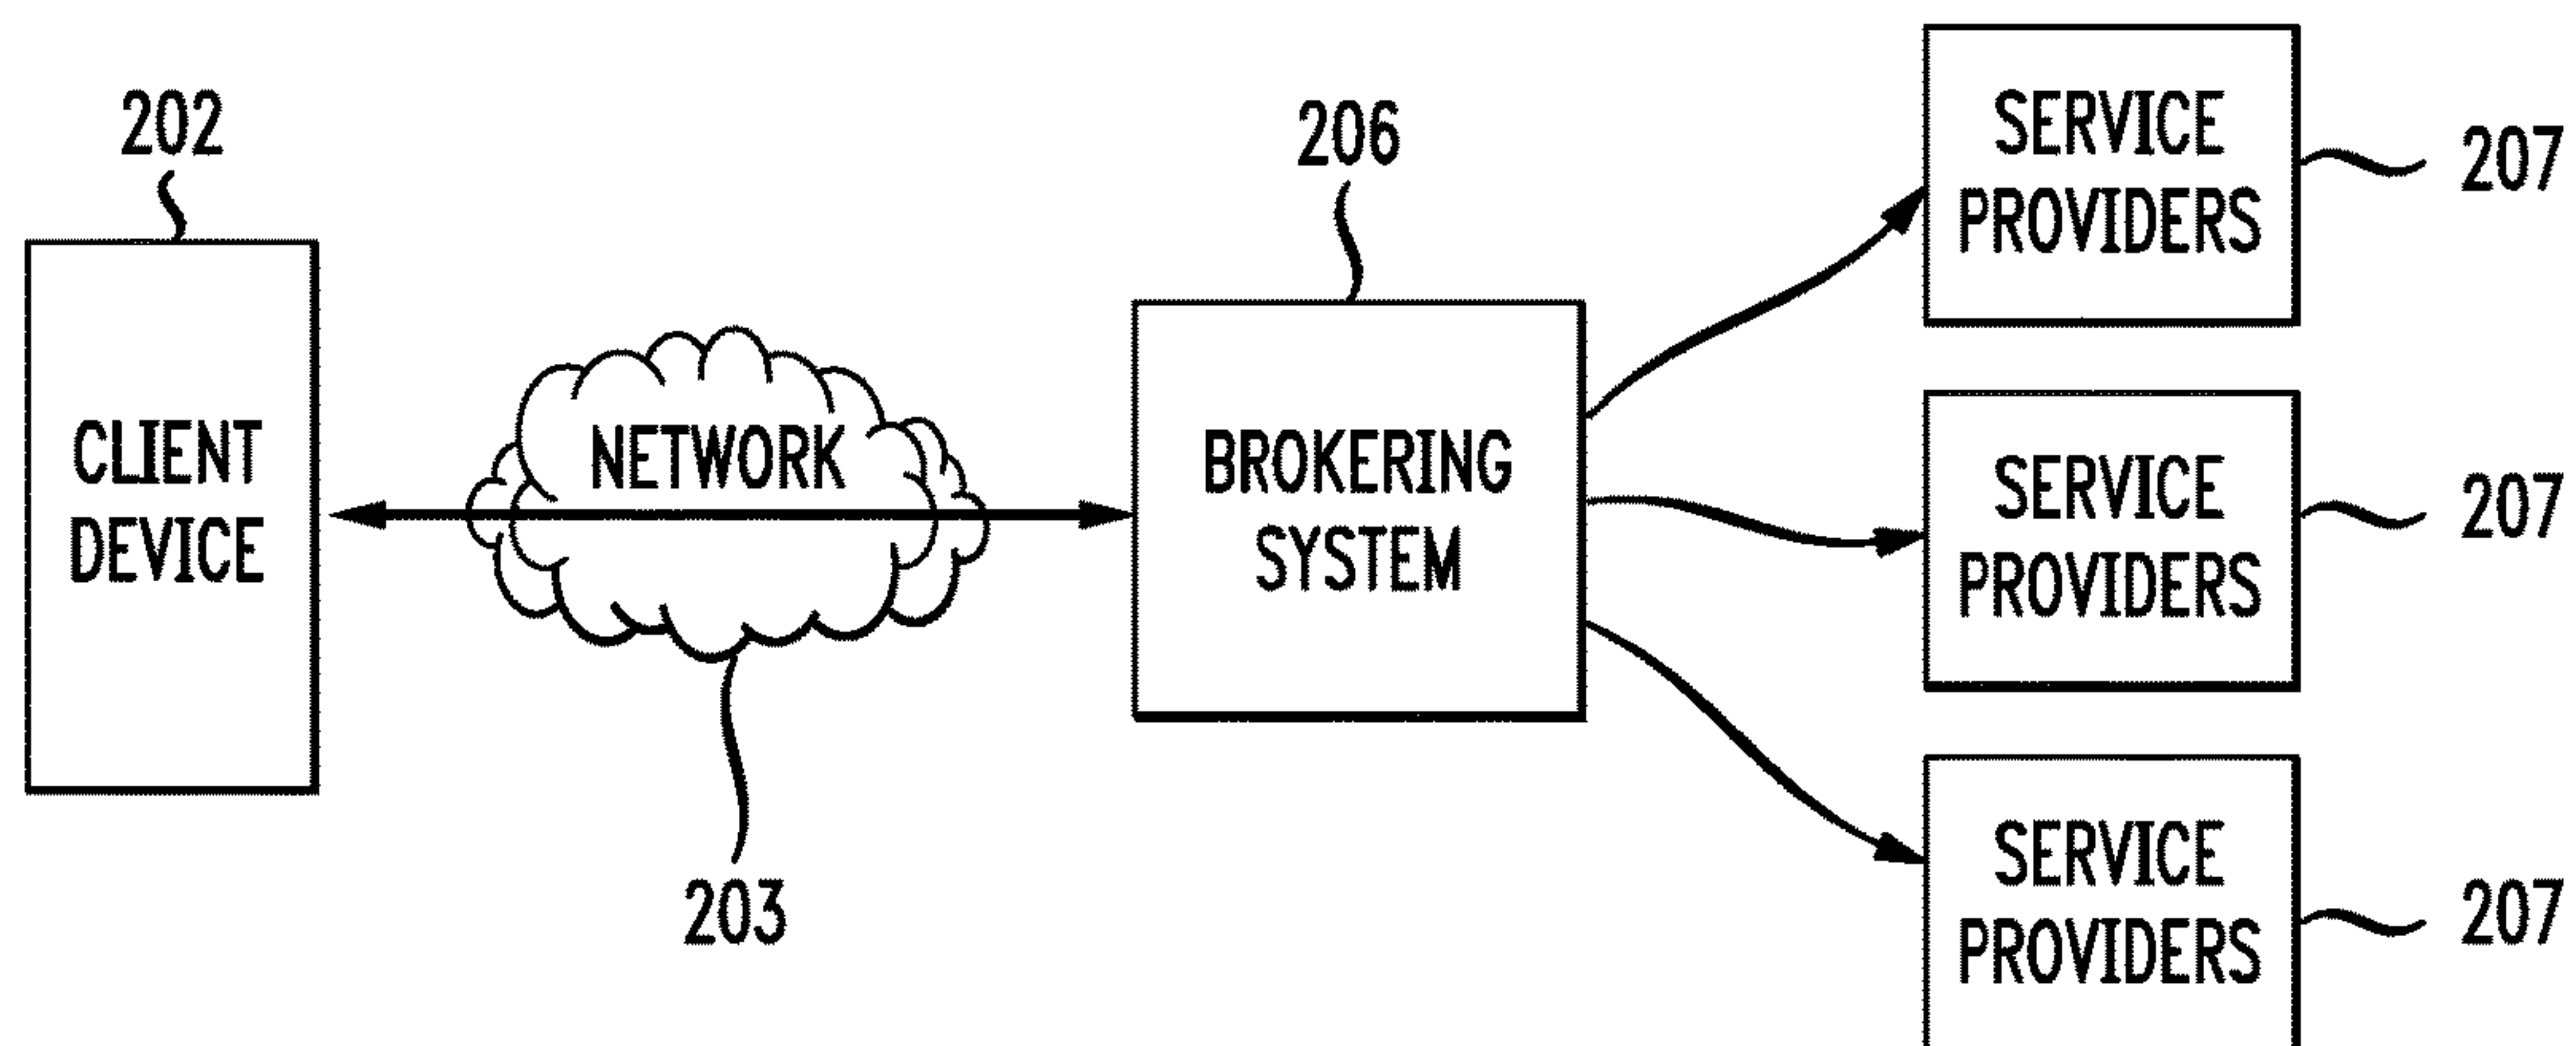 202
CLIENT
DEVICE
NETWORK
203
206
BROKERING
SYSTEM
SERVICE
PROVIDERS
207
SERVICE
PROVIDERS
207
SERVICE
PROVIDERS
207